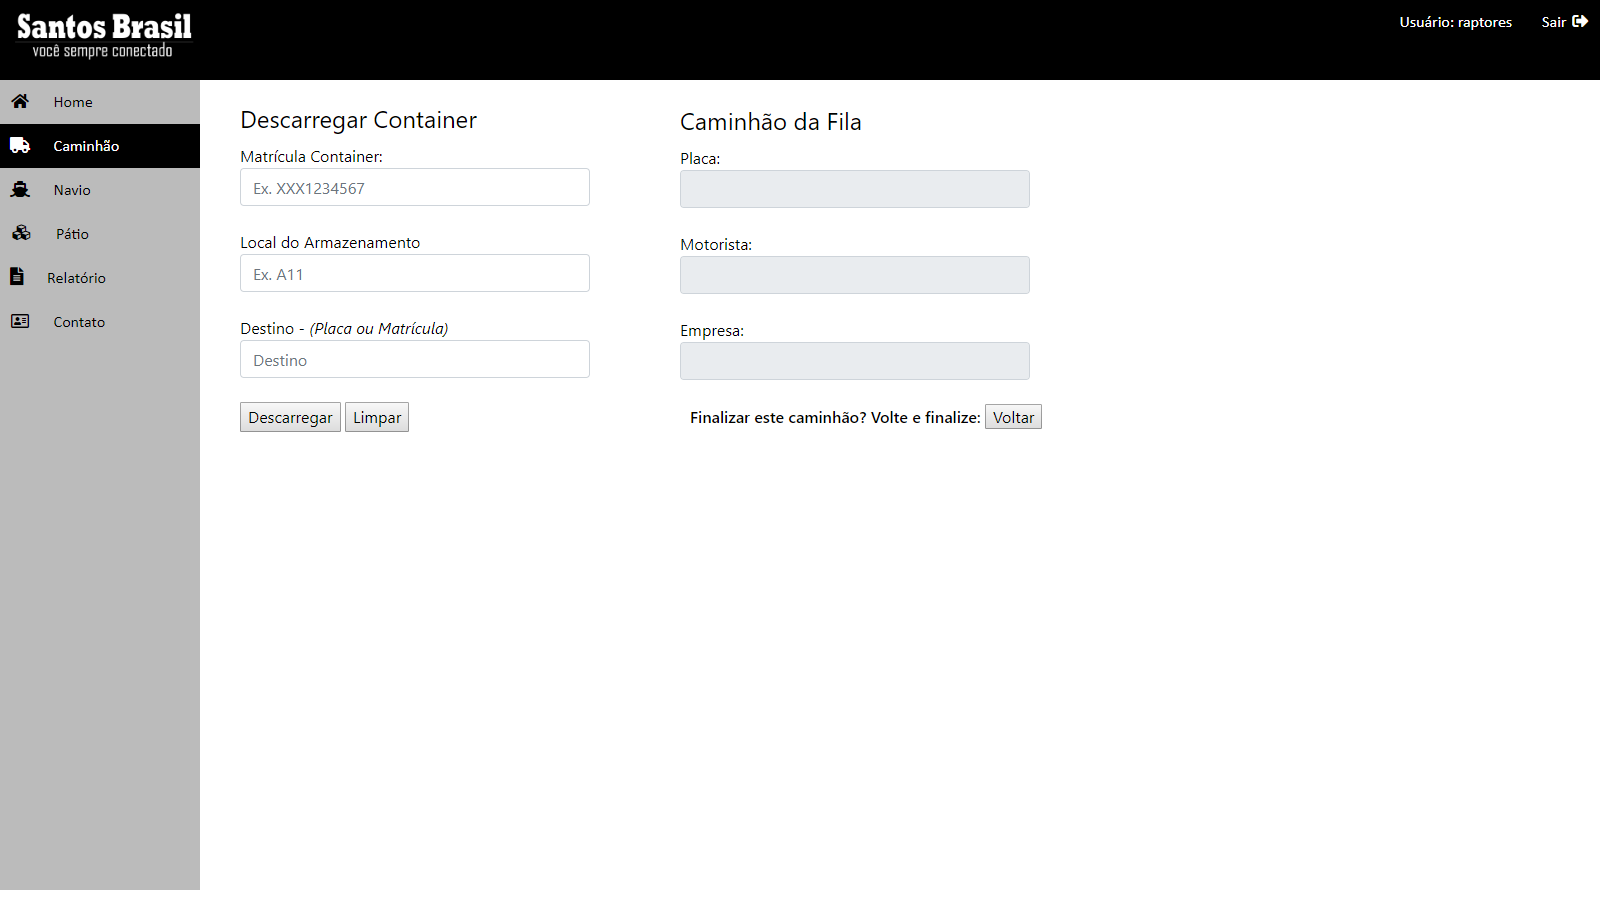 Santos Brasil
você sempre conectado
Usuário: raptores
Sair
Home
Caminhão
Navio
Pátio
Relatório
Contato
Descarregar Container
Matrícula Container:
Ex. XXX1234567
Local do Armazenamento
Ex. A11
Destino - (Placa ou Matrícula)
Destino
Descarregar
Limpar
Caminhão da Fila
Placa:
Motorista:
Empresa:
Finalizar este caminhão? Volte e finalize: Voltar